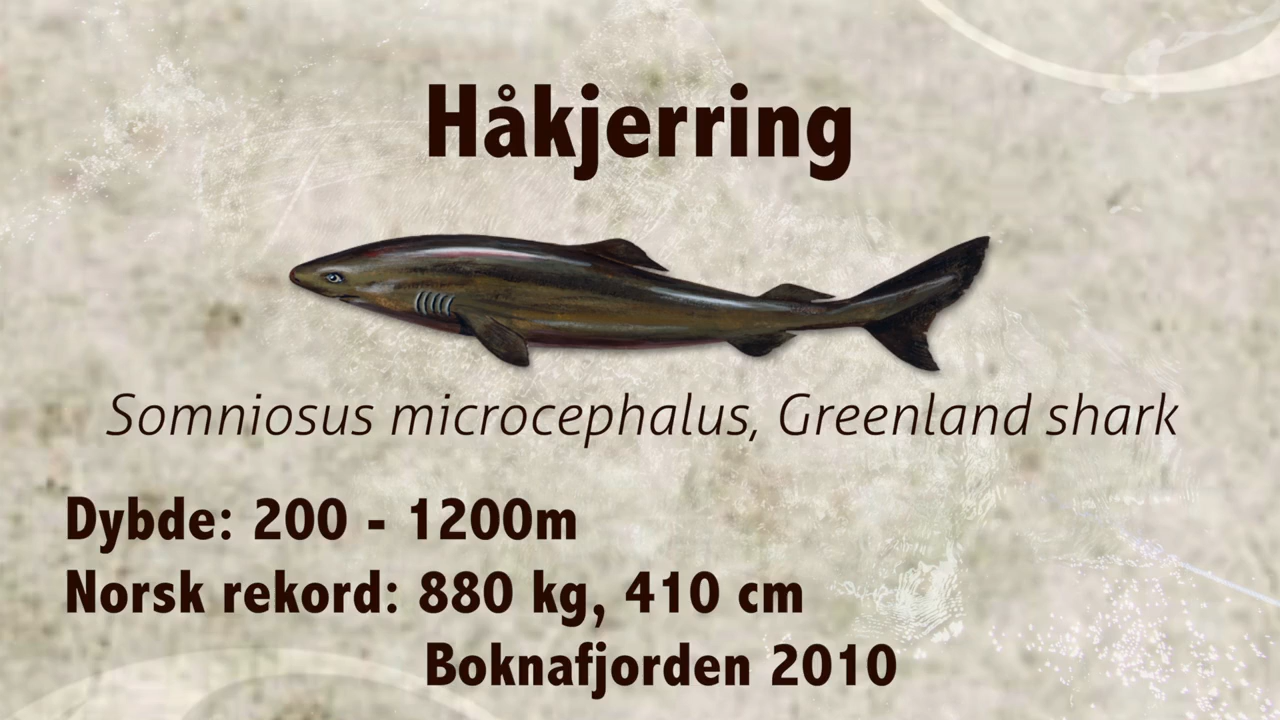 Håkjerring
Somniosus microcephalus, Greenland shark
Dybde: 200 - 1200m
Norsk rekord: 880 kg, 410 cm
Boknafjorden 2010